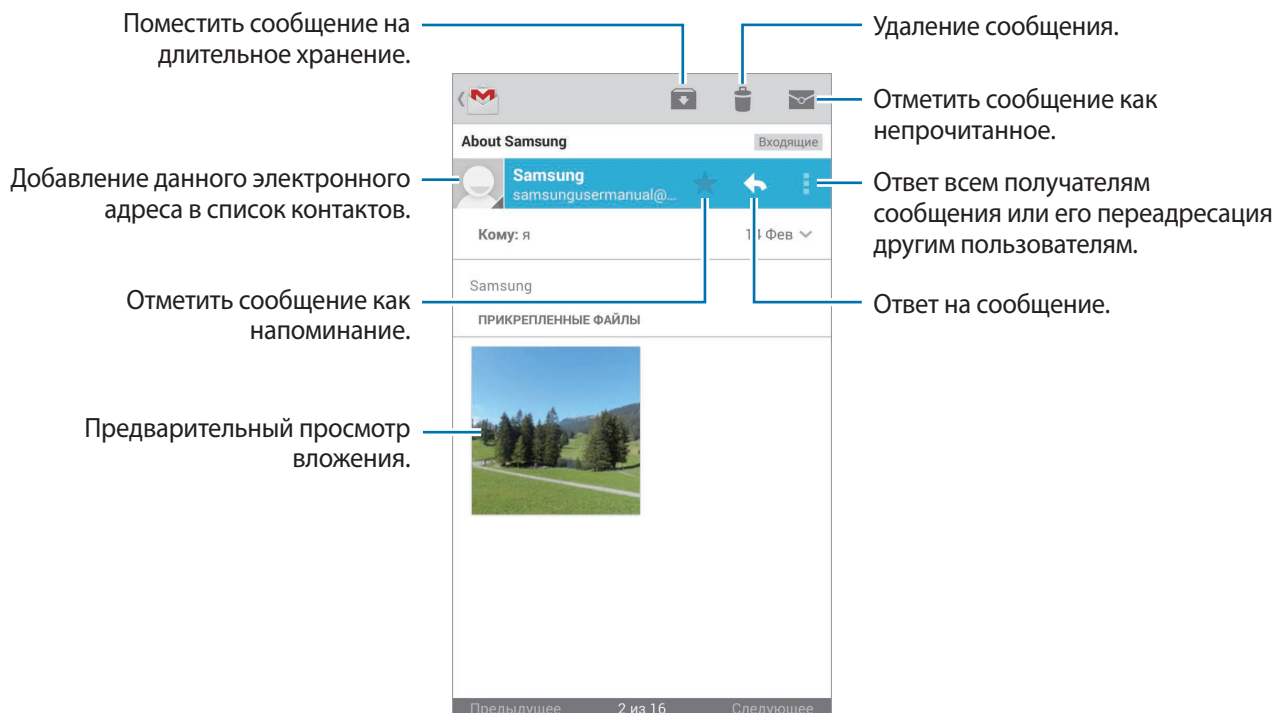 Поместить сообщение на
длительное хранение.
Удаление сообщения.
Отметить сообщение как
непрочитанное.
About Samsung
Входящие
Добавление данного электронного
адреса в список контактов.
Samsung
samsungusermanual@...
Ответ всем получателям
сообщения или его переадресация
другим пользователям.
Кому: я
14 Фев
Отметить сообщение как
напоминание.
Samsung
Ответ на сообщение.
ПРИКРЕПЛЕННЫЕ ФАЙЛЫ
Предварительный просмотр
вложения.
Предыдущее
2 из 16
Следующее